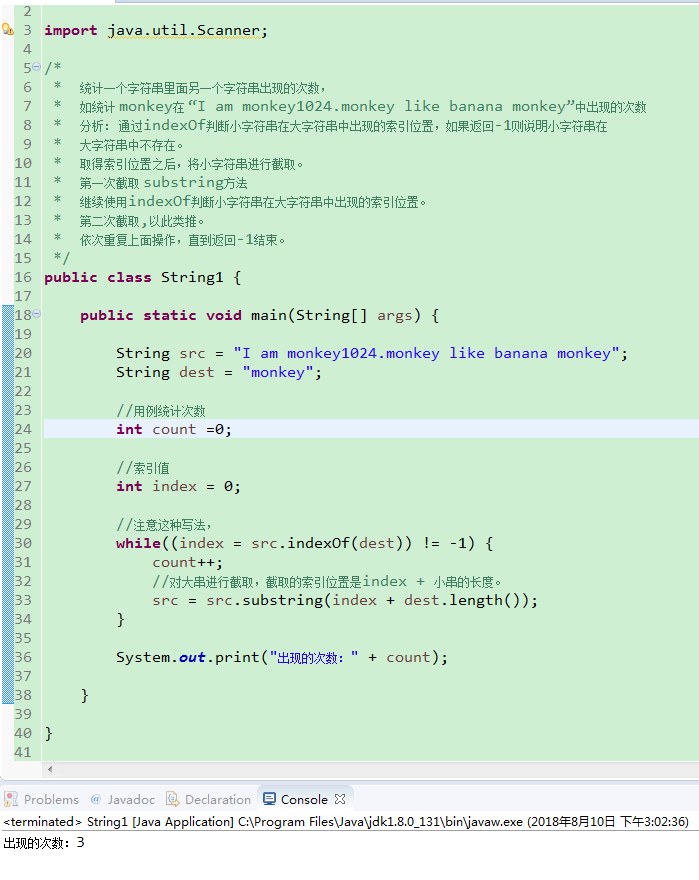 2
3 import java.util.Scanner;
4
5 /*
6 * 统计一个字符串里面另一个字符串出现的次数，
7 * 如统计monkey在“I am monkey1024.monkey like banana monkey”中出现的次数
8 * 分析：通过indexOf判断小字符串在大字符串中出现的索引位置，如果返回-1则说明小字符串在
9 * 大字符串中不存在。
10 * 取得索引位置之后，将小字符串进行截取。
11 * 第一次截取 substring方法
12 * 继续使用indexOf判断小字符串在大字符串中出现的索引位置。
13 * 第二次截取,以此类推。
14 * 依次重复上面操作，直到返回-1结束。
15 */
16 public class String1 {
17
18 public static void main(String[] args) {
19
20 String src = "I am monkey1024.monkey like banana monkey";
21 String dest = "monkey";
22
23 //用例统计次数
24 int count =0;
25
26 //索引值
27 int index = 0;
28
29 //注意这种写法，
30 while((index = src.indexOf(dest)) != -1) {
31 count++;
32 //对大串进行截取，截取的索引位置是index + 小串的长度。
33 src = src.substring(index + dest.length());
34 }
35
36 System.out.print("出现的次数：" + count);
37
38 }
39
40 }
41
Problems @ Javadoc Declaration Console
<terminated> String1 [Java Application] C:\Program Files\Java\jdk1.8.0_131\bin\javaw.exe (2018年8月10日 下午3:02:36)
出现的次数：3